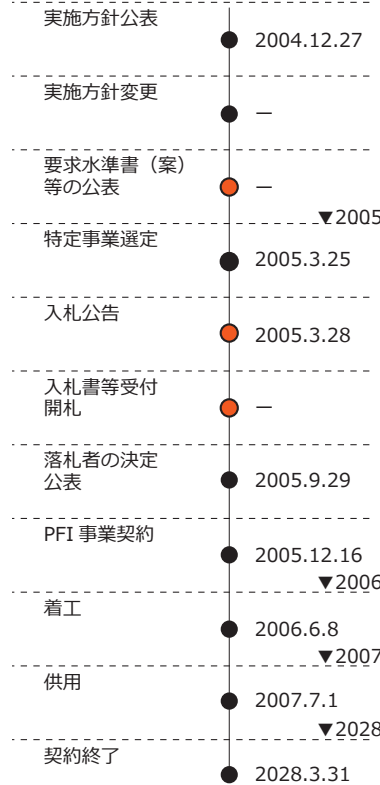 実施方針公表
2004.12.27
実施方針変更
―
要求水準書（案）
等の公表
―
▼2005
特定事業選定
2005.3.25
入札公告
2005.3.28
入札書等受付
開札
―
落札者の決定
公表
2005.9.29
PFI 事業契約
2005.12.16
▼2006
着工
2006.6.8
▼2007
供用
2007.7.1
▼2028
契約終了
2028.3.31